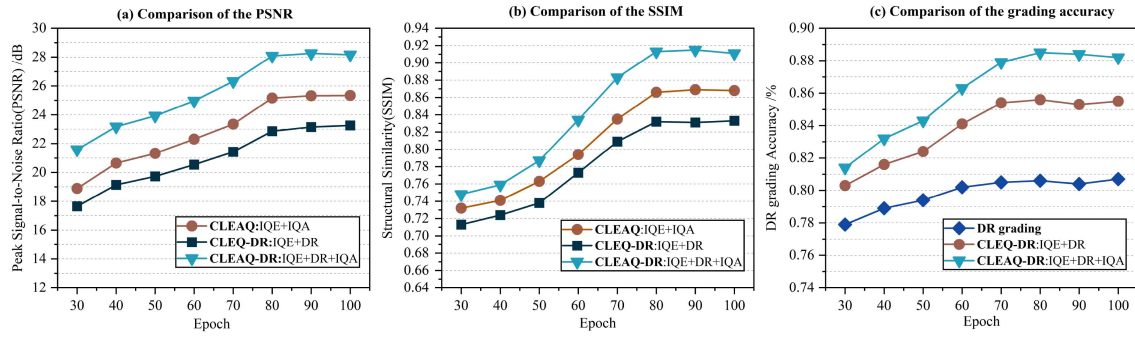 (a) Comparison of the PSNR
Peak Signal-to-Noise Ratio(PSNR) /dB
30
28
26
24
22
20
18
16
14
12
CLEAQ:IQE+IQA
CLEQ-DR:IQE+DR
CLEAQ-DR:IQE+DR+IQA
30 40 50 60 70 80 90 100
Epoch
(b) Comparison of the SSIM
Structural Similarity(SSIM)
0.94
0.92
0.90
0.88
0.86
0.84
0.82
0.80
0.78
0.76
0.74
0.72
0.70
0.68
0.66
0.64
CLEAQ:IQE+IQA
CLEQ-DR:IQE+DR
CLEAQ-DR:IQE+DR+IQA
30 40 50 60 70 80 90 100
Epoch
(c) Comparison of the grading accuracy
DR grading Accuracy /%
0.90
0.88
0.86
0.84
0.82
0.80
0.78
0.76
0.74
DR grading
CLEQ-DR:IQE+DR
CLEAQ-DR:IQE+DR+IQA
30 40 50 60 70 80 90 100
Epoch